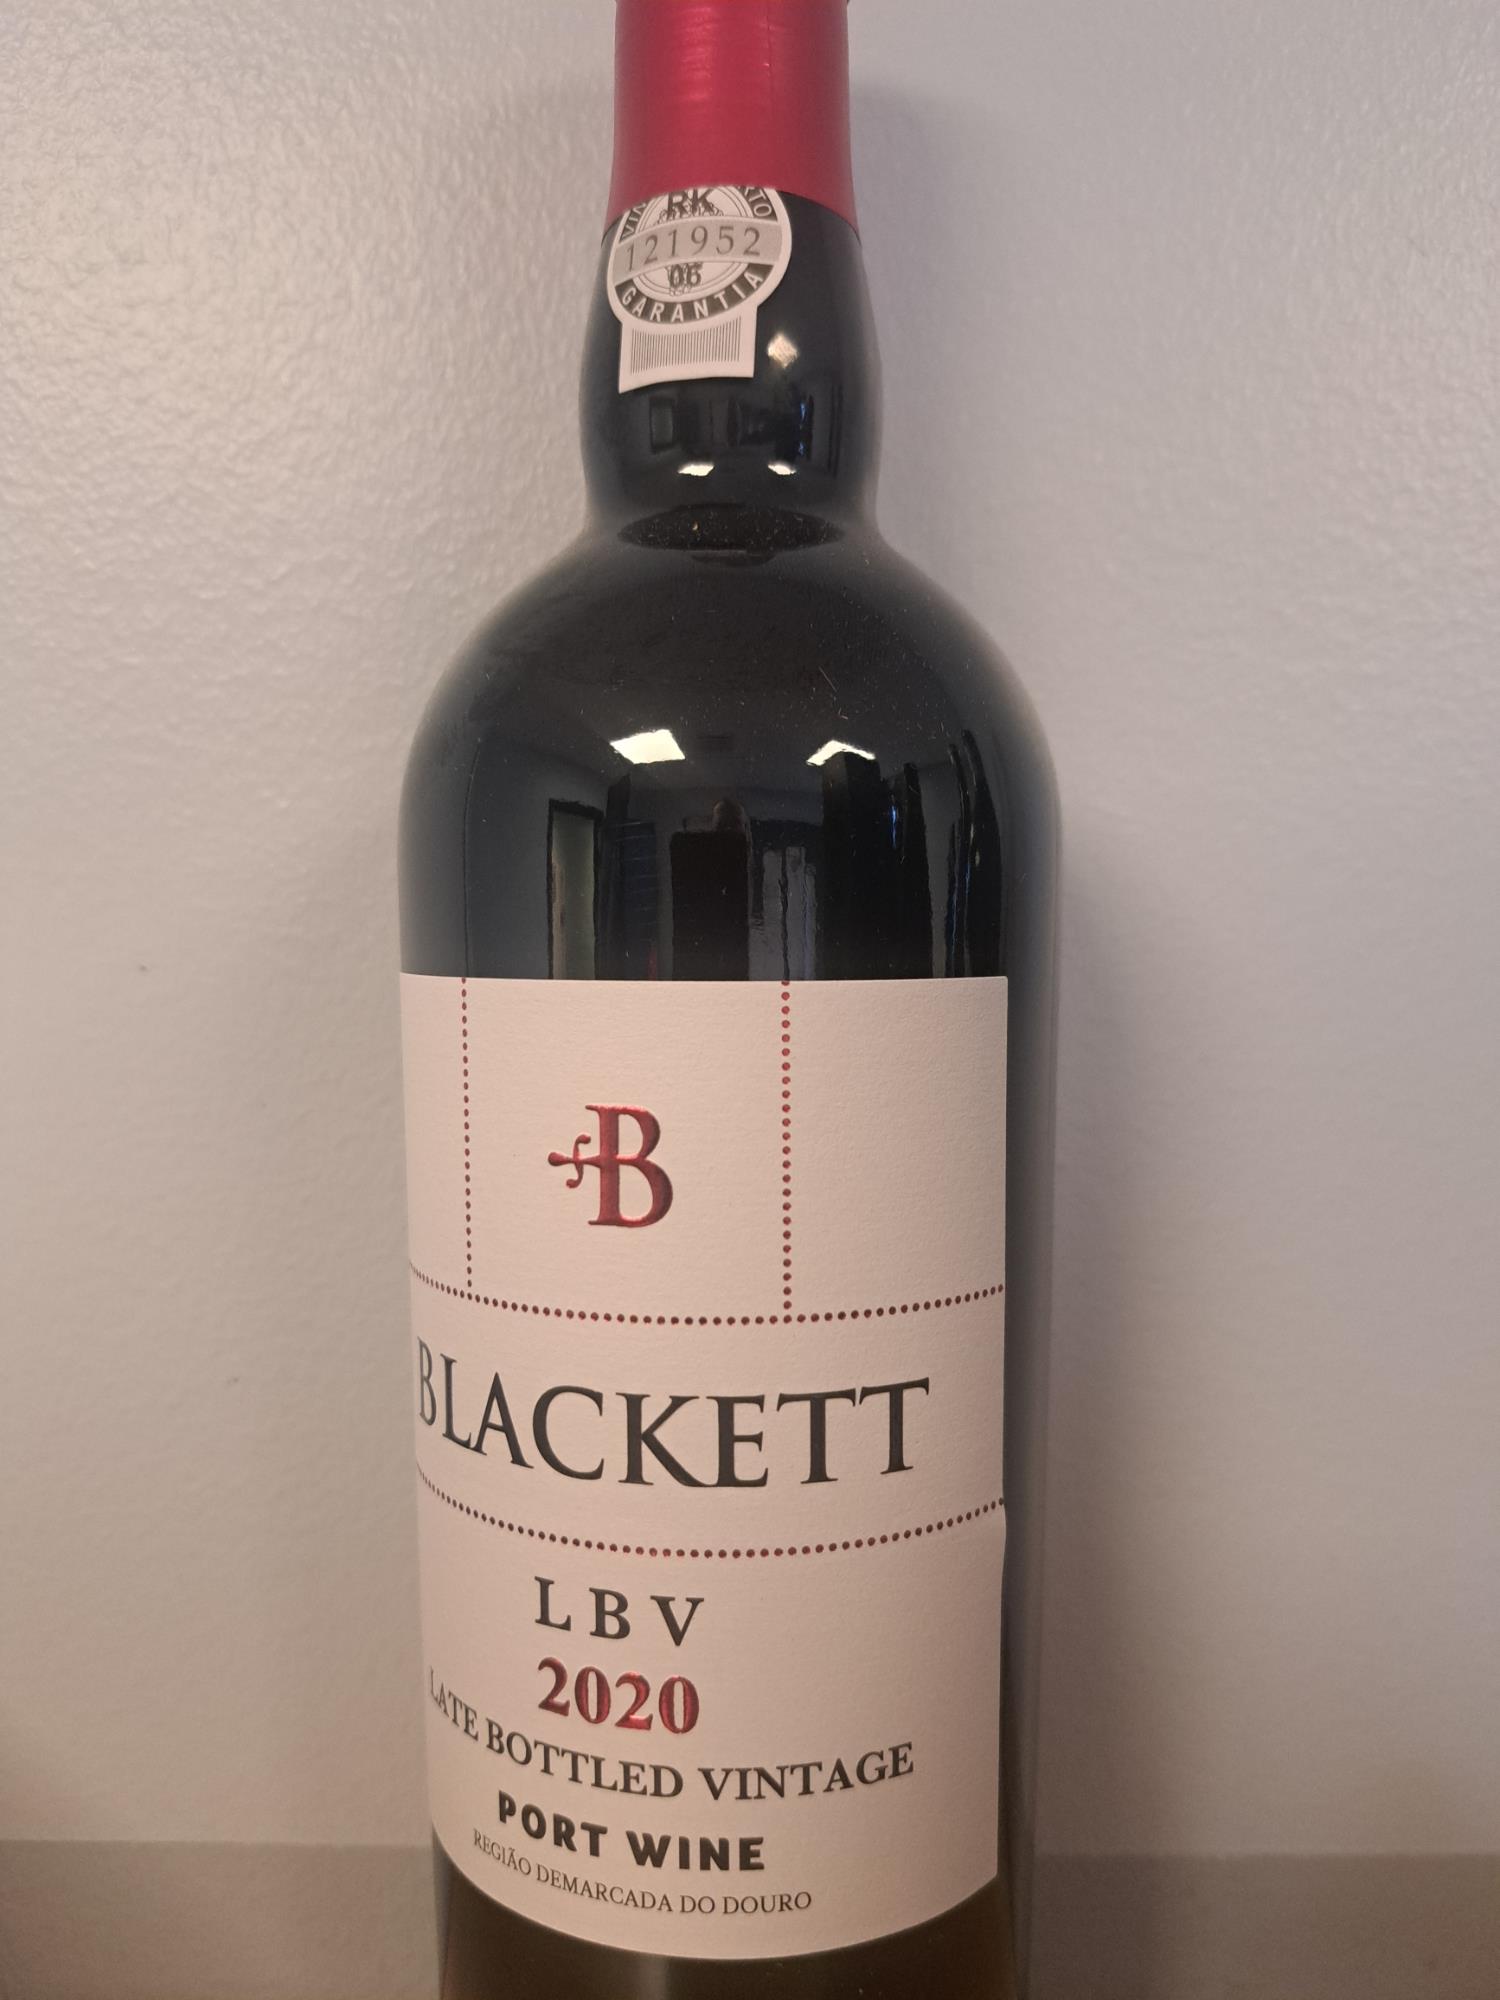 RK
121952
06
GARANTIA
B
BLACKETT
LBV
2020
LATE BOTTLED VINTAGE
PORT WINE
REGIÃO DEMARCADA DO DOURO